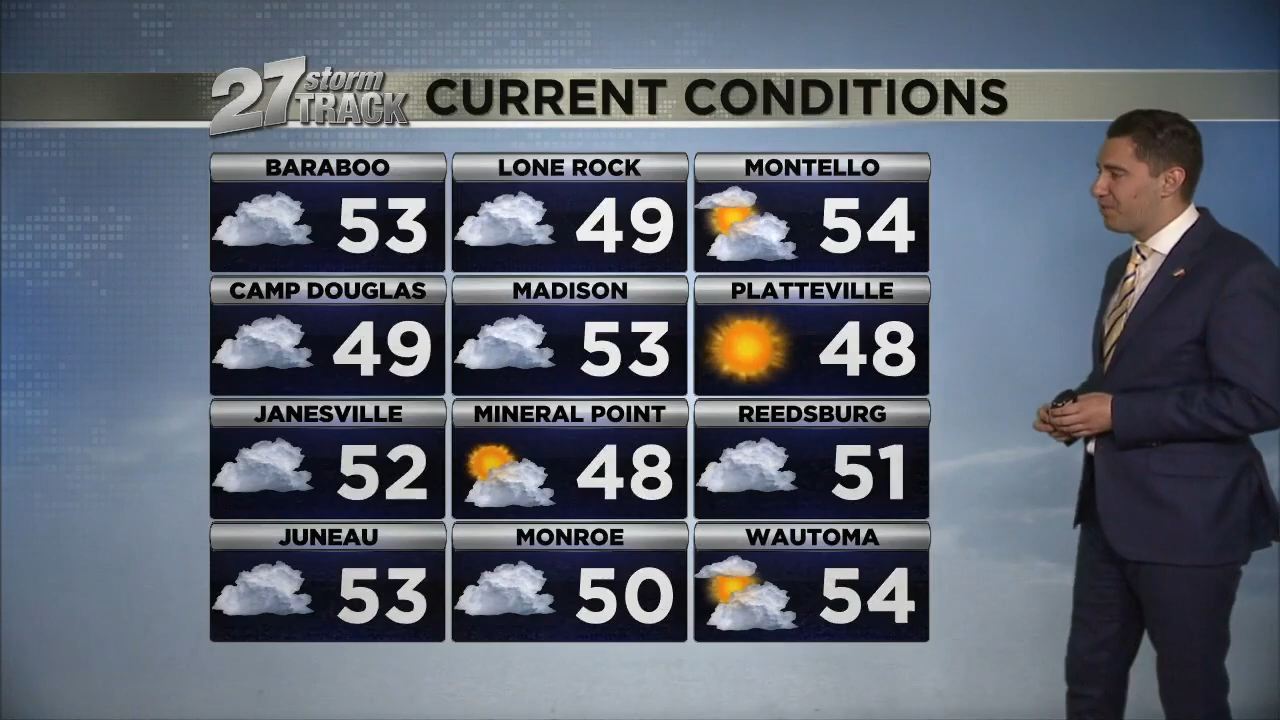 27 storm TRACK CURRENT CONDITIONS
BARABOO LONE ROCK MONTELLO
53 49 54
CAMP DOUGLAS MADISON PLATTEVILLE
49 53 48
JANESVILLE MINERAL POINT REEDSBURG
52 48 51
JUNEAU MONROE WAUTOMA
53 50 54